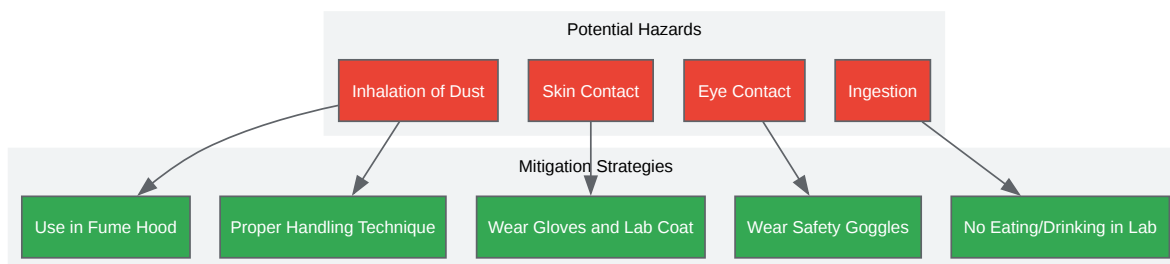 Potential Hazards
Inhalation of Dust
Skin Contact
Eye Contact
Ingestion
Mitigation Strategies
Use in Fume Hood
Proper Handling Technique
Wear Gloves and Lab Coat
Wear Safety Goggles
No Eating/Drinking in Lab